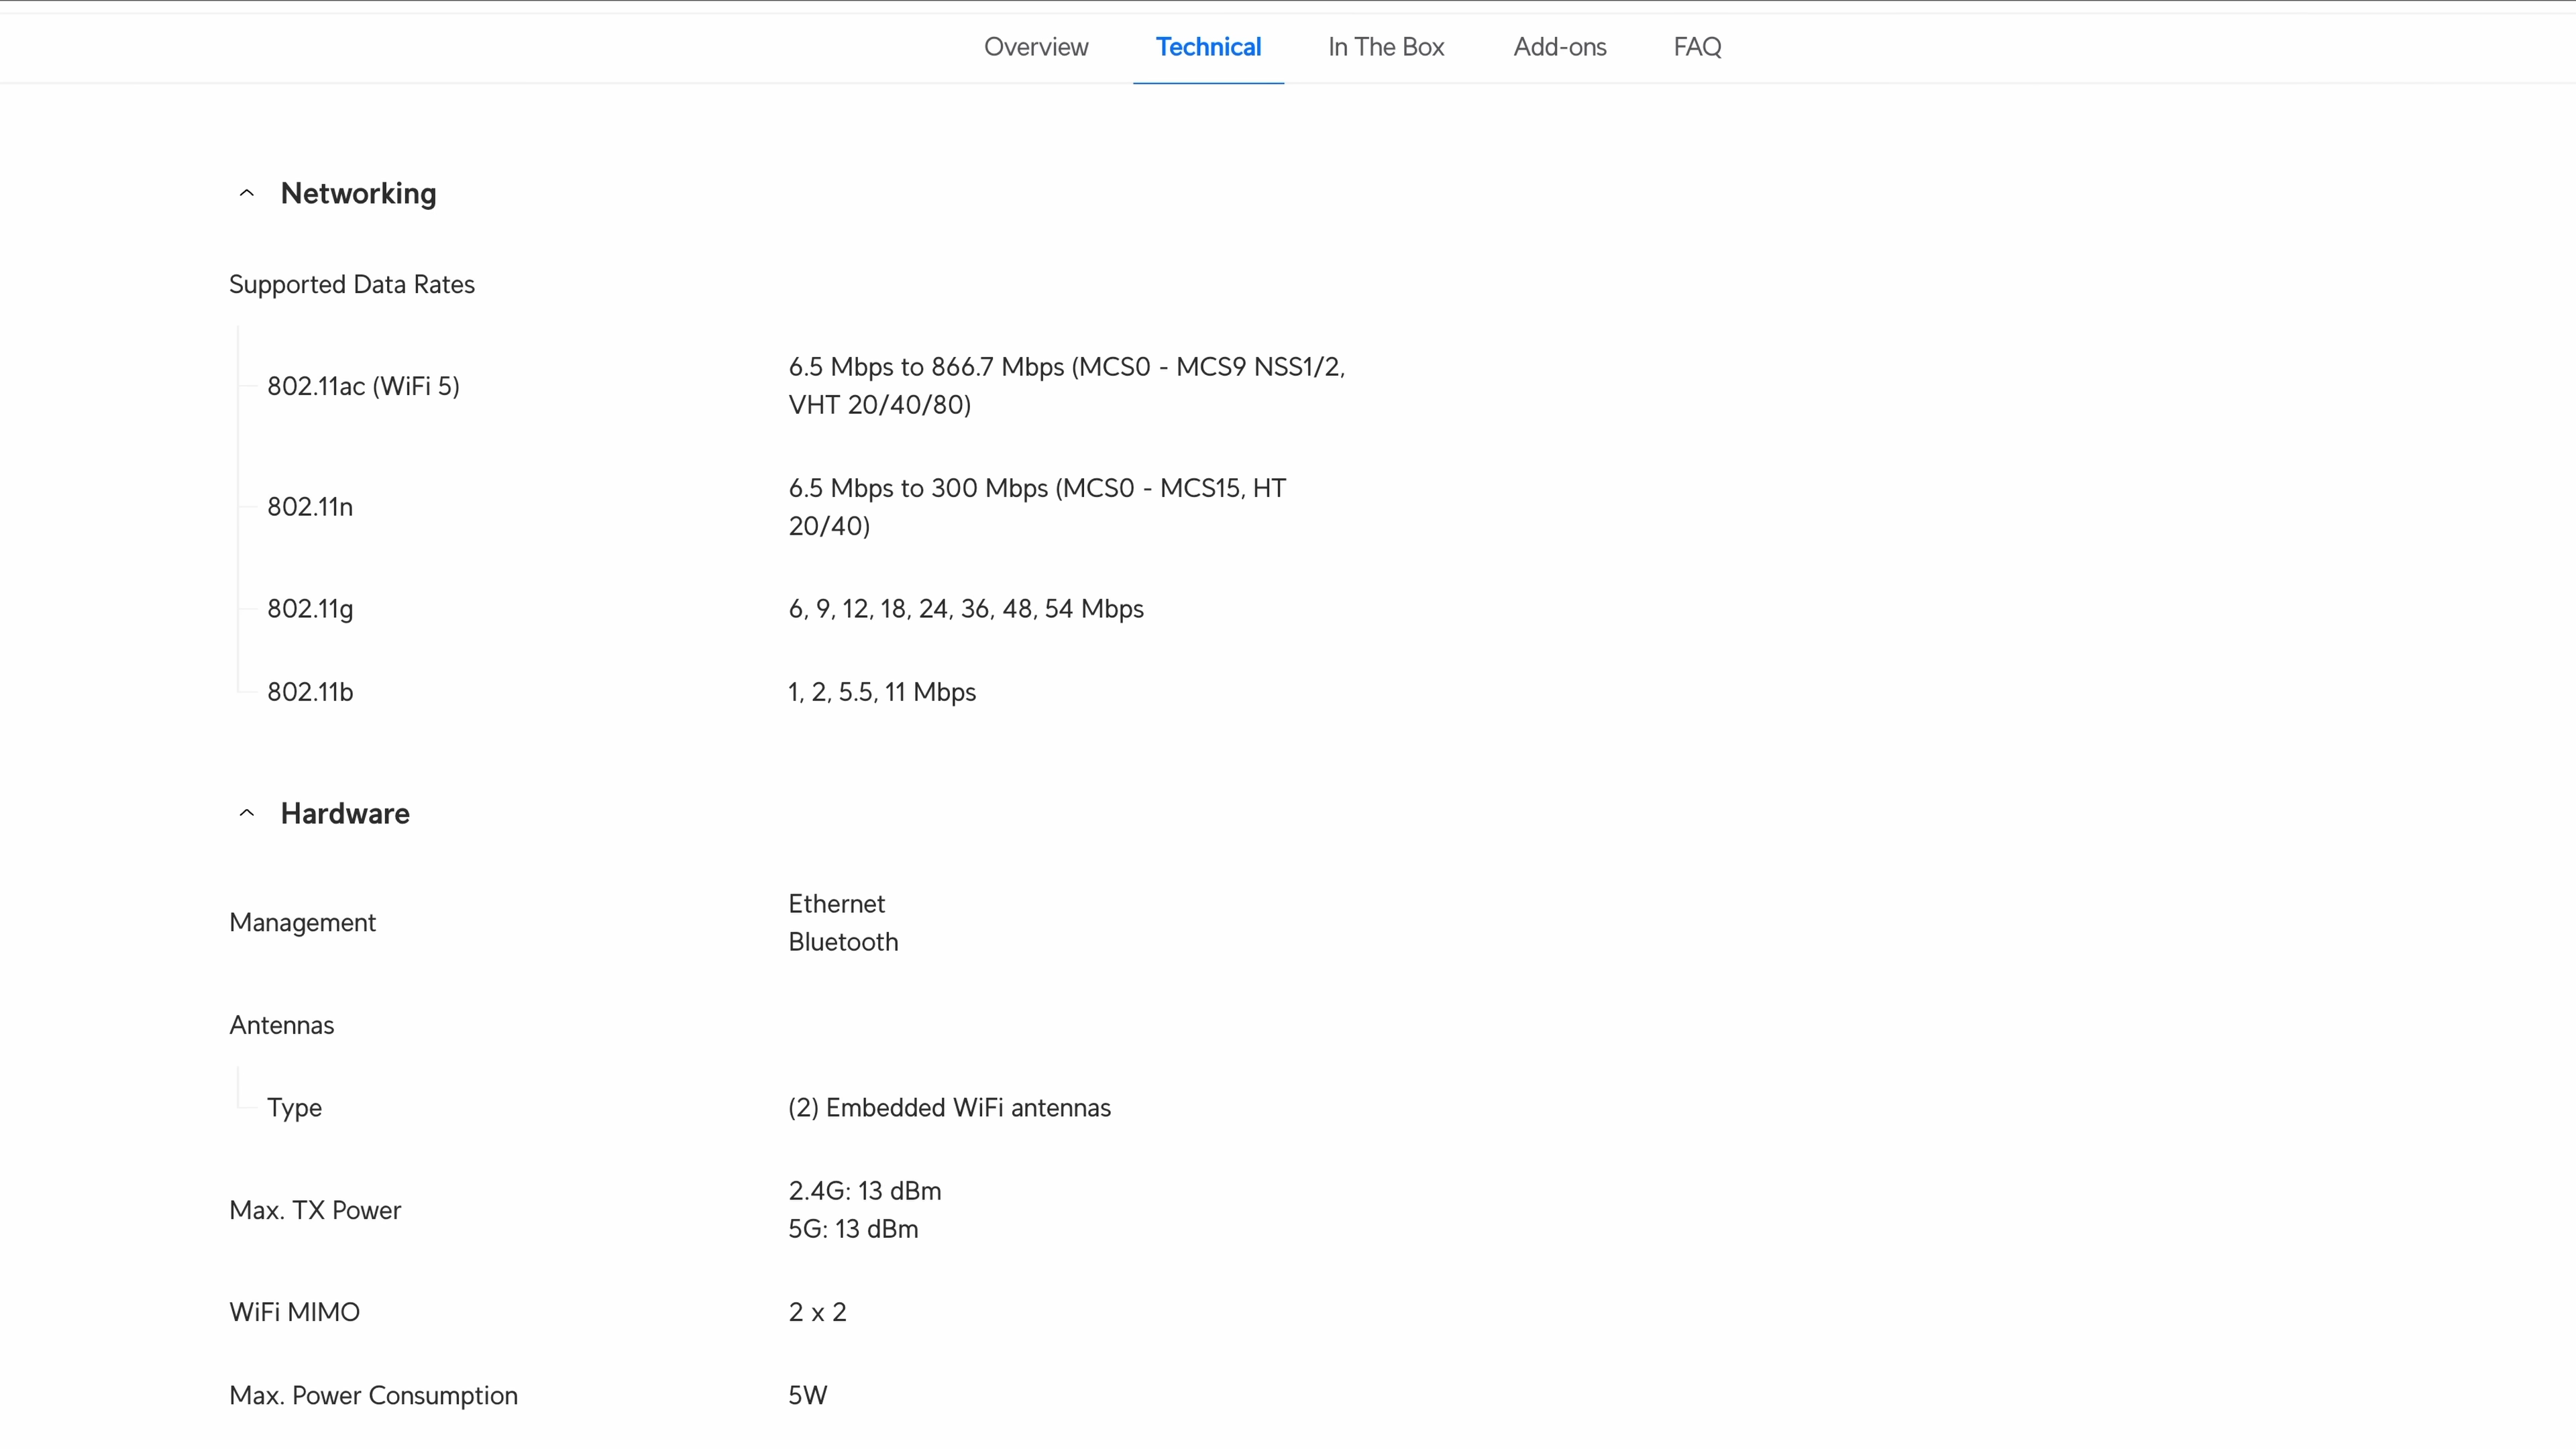 Overview Technical In The Box Add-ons FAQ
Networking
Supported Data Rates
802.11ac (WiFi 5)
6.5 Mbps to 866.7 Mbps (MCS0 - MCS9 NSS1/2,
VHT 20/40/80)
802.11n
6.5 Mbps to 300 Mbps (MCS0 - MCS15, HT
20/40)
802.11g
6, 9, 12, 18, 24, 36, 48, 54 Mbps
802.11b
1, 2, 5.5, 11 Mbps
Hardware
Management
Ethernet
Bluetooth
Antennas
Type
(2) Embedded WiFi antennas
Max. TX Power
2.4G: 13 dBm
5G: 13 dBm
WiFi MIMO
2 x 2
Max. Power Consumption
5W